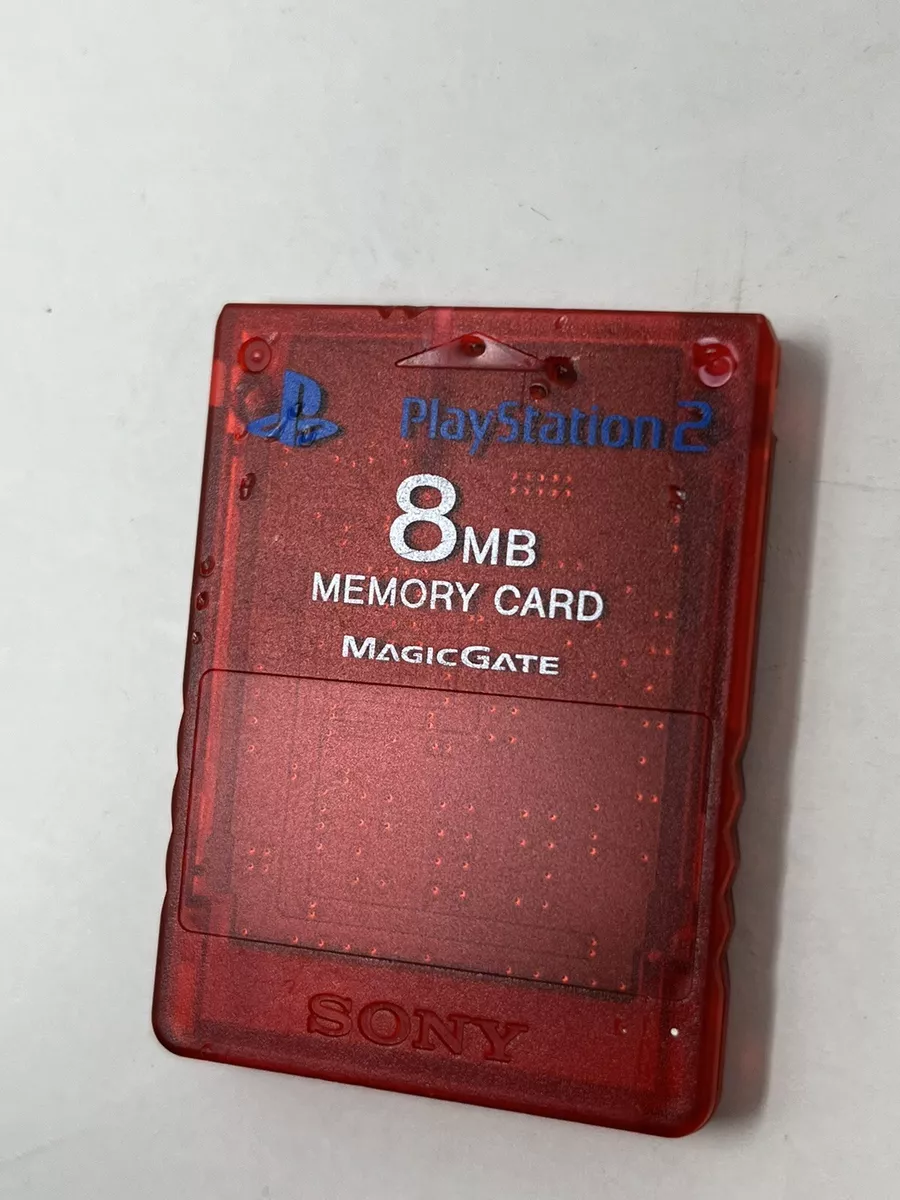 PlayStation 2
8MB
MEMORY CARD
MAGICGATE
SONY